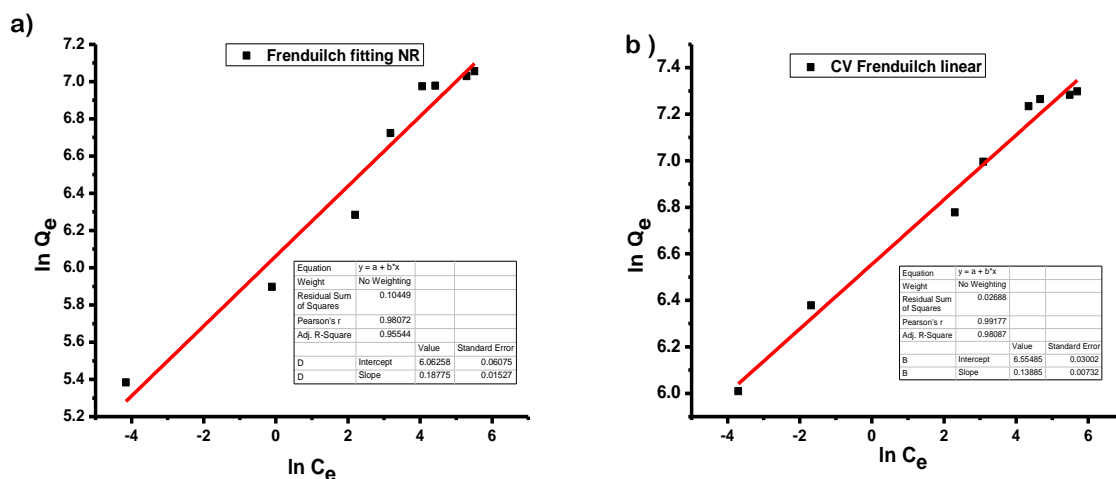 a)
Frenduilch fitting NR
7.2
7.0
6.8
6.6
6.4
6.2
6.0
5.8
5.6
5.4
5.2
ln Qe
-4
-2
0
2
4
6
ln Ce
Equation y = a + b*x
Weight No Weighting
Residual Sum of Squares 0.10449
Pearson's r 0.98072
Adj. R-Square 0.95544
Value Standard Error
D Intercept 6.06258 0.06075
D Slope 0.18775 0.01527
b )
CV Frenduilch linear
7.4
7.2
7.0
6.8
6.6
6.4
6.2
6.0
ln Qe
-4
-2
0
2
4
6
ln Ce
Equation y = a + b*x
Weight No Weighting
Residual Sum of Squares 0.02688
Pearson's r 0.99177
Adj. R-Square 0.98087
Value Standard Error
B Intercept 6.55485 0.03002
B Slope 0.13885 0.00732